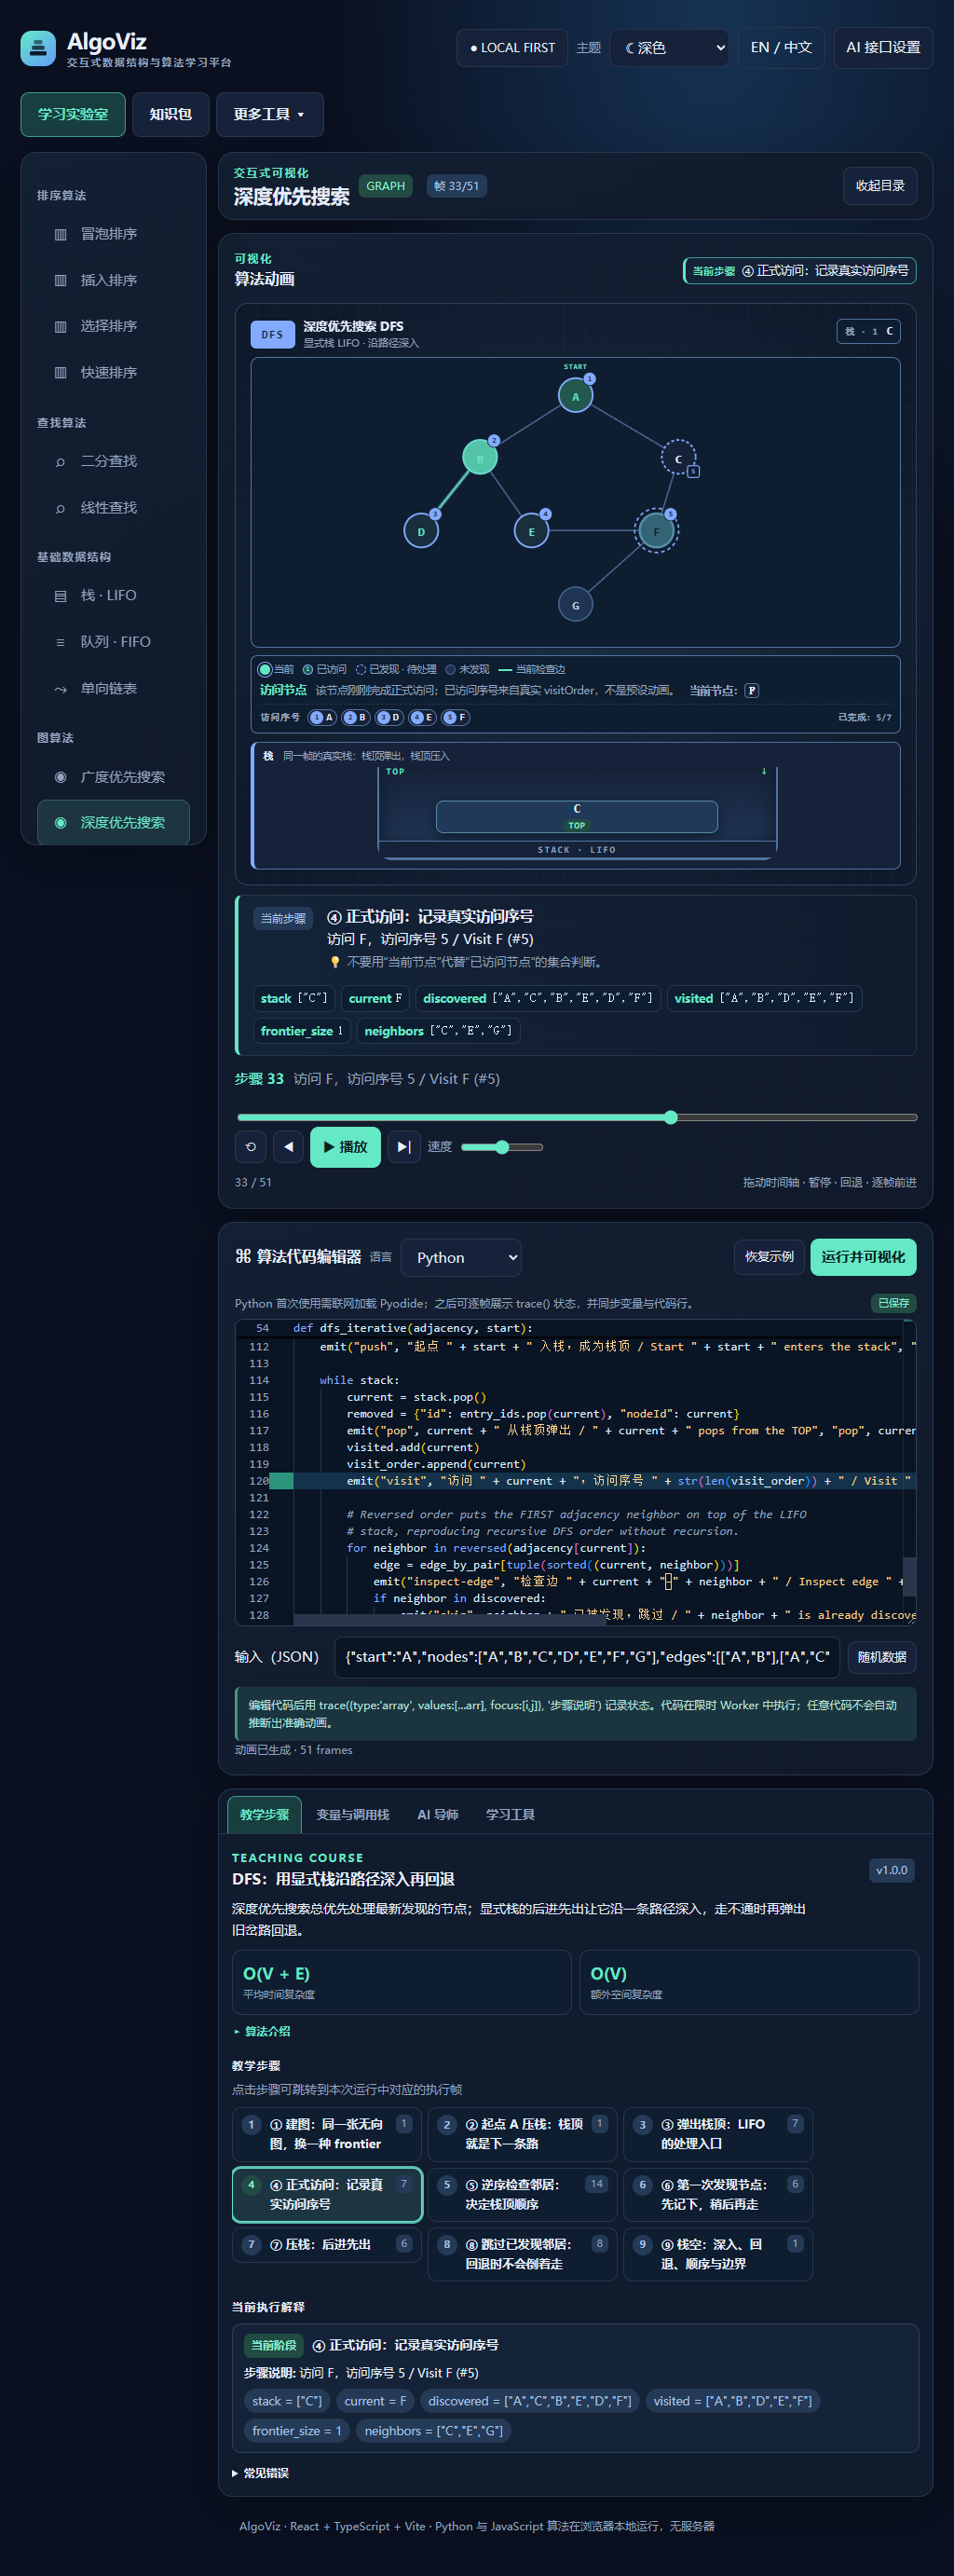 AlgoViz
交互式数据结构与算法学习平台
● LOCAL FIRST
主题
☾ 深色
EN / 中文
AI 接口设置
学习实验室
知识包
更多工具 ▾
排序算法
冒泡排序
插入排序
选择排序
快速排序
查找算法
二分查找
线性查找
基础数据结构
栈 · LIFO
队列 · FIFO
单向链表
图算法
广度优先搜索
深度优先搜索
交互式可视化
深度优先搜索
GRAPH
帧 33/51
收起目录
可视化
算法动画
当前步骤 ④ 正式访问：记录真实访问序号
DFS
深度优先搜索 DFS
显式栈 LIFO · 沿路径深入
栈 · 1 C
START
A 1
B 2
C 5
D 3
E 4
F 5
G
当前
1 已访问
已发现 · 待处理
未发现
当前检查边
访问节点 该节点刚刚完成正式访问；已访问序号来自真实 visitOrder，不是预设动画。 当前节点： F
访问序号 1 A 2 B 3 D 4 E 5 F
已完成：5/7
栈 同一帧的真实栈：栈顶弹出，栈顶压入
TOP ↓
C
TOP
STACK · LIFO
当前步骤
④ 正式访问：记录真实访问序号
访问 F，访问序号 5 / Visit F (#5)
💡 不要用“当前节点”代替“已访问节点”的集合判断。
stack ["C"]
current F
discovered ["A","C","B","E","D","F"]
visited ["A","B","D","E","F"]
frontier_size 1
neighbors ["C","E","G"]
步骤 33 访问 F，访问序号 5 / Visit F (#5)
⟲
◀
▶ 播放
▶|
速度
33 / 51
拖动时间轴 · 暂停 · 回退 · 逐帧前进
⌘ 算法代码编辑器
语言
Python
恢复示例
运行并可视化
Python 首次使用需联网加载 Pyodide；之后可逐帧展示 trace() 状态，并同步变量与代码行。
已保存
54 def dfs_iterative(adjacency, start):
112 emit("push", "起点 " + start + " 入栈，成为栈顶 / Start " + start + " enters the stack", "
113
114 while stack:
115 current = stack.pop()
116 removed = {"id": entry_ids.pop(current), "nodeId": current}
117 emit("pop", current + " 从栈顶弹出 / " + current + " pops from the TOP", "pop", curren
118 visited.add(current)
119 visit_order.append(current)
120 emit("visit", "访问 " + current + "，访问序号 " + str(len(visit_order)) + " / Visit "
121
122 # Reversed order puts the FIRST adjacency neighbor on top of the LIFO
123 # stack, reproducing recursive DFS order without recursion.
124 for neighbor in reversed(adjacency[current]):
125 edge = edge_by_pair[tuple(sorted((current, neighbor)))]
126 emit("inspect-edge", "检查边 " + current + "–" + neighbor + " / Inspect edge " +
127 if neighbor in discovered:
128 emit("skip", neighbor + " 已被发现，跳过 / " + neighbor + " is already discove
输入（JSON）
{"start":"A","nodes":["A","B","C","D","E","F","G"],"edges":[["A","B"],["A","C"
随机数据
编辑代码后用 trace({type:'array', values:[...arr], focus:[i,j]}, '步骤说明') 记录状态。代码在限时 Worker 中执行；任意代码不会自动
推断出准确动画。
动画已生成 · 51 frames
教学步骤
变量与调用栈
AI 导师
学习工具
TEACHING COURSE
DFS：用显式栈沿路径深入再回退
v1.0.0
深度优先搜索总优先处理最新发现的节点；显式栈的后进先出让它沿一条路径深入，走不通时再弹出
旧岔路回退。
O(V + E)
平均时间复杂度
O(V)
额外空间复杂度
▸ 算法介绍
教学步骤
点击步骤可跳转到本次运行中对应的执行帧
1 ① 建图：同一张无向 1
图，换一种 frontier
2 ② 起点 A 压栈：栈顶 1
就是下一条路
3 ③ 弹出栈顶：LIFO 7
的处理入口
4 ④ 正式访问：记录真 7
实访问序号
5 ⑤ 逆序检查邻居： 14
决定栈顶顺序
6 ⑥ 第一次发现节点： 6
先记下，稍后再走
7 ⑦ 压栈：后进先出 6
8 ⑧ 跳过已发现邻居： 8
回退时不会倒着走
9 ⑨ 栈空：深入、回 1
退、顺序与边界
当前执行解释
当前阶段 ④ 正式访问：记录真实访问序号
步骤说明: 访问 F，访问序号 5 / Visit F (#5)
stack = ["C"]
current = F
discovered = ["A","C","B","E","D","F"]
visited = ["A","B","D","E","F"]
frontier_size = 1
neighbors = ["C","E","G"]
▶ 常见错误
AlgoViz · React + TypeScript + Vite · Python 与 JavaScript 算法在浏览器本地运行，无服务器